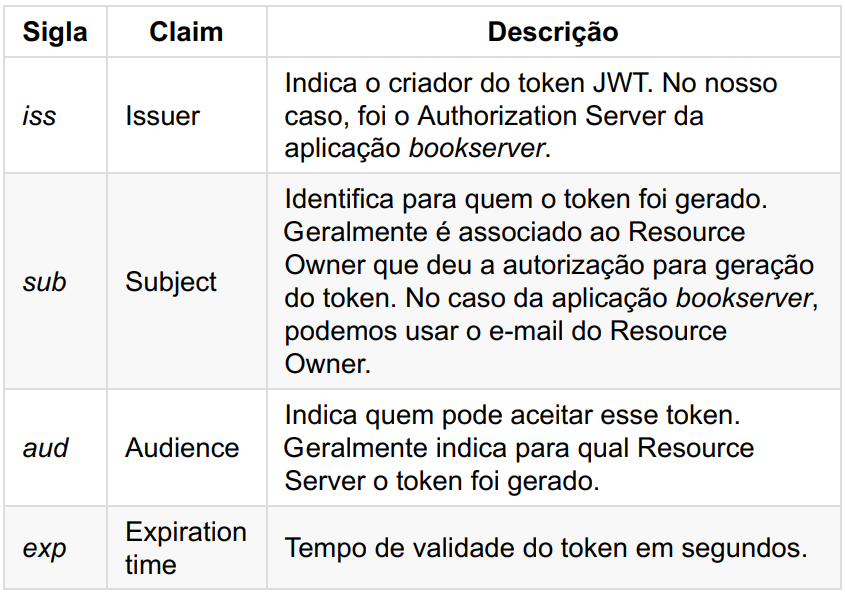 Sigla Claim Descrição
iss Issuer Indica o criador do token JWT. No nosso
caso, foi o Authorization Server da
aplicação bookserver.
sub Subject Identifica para quem o token foi gerado.
Geralmente é associado ao Resource
Owner que deu a autorização para geração
do token. No caso da aplicação bookserver,
podemos usar o e-mail do Resource
Owner.
aud Audience Indica quem pode aceitar esse token.
Geralmente indica para qual Resource
Server o token foi gerado.
exp Expiration
time Tempo de validade do token em segundos.